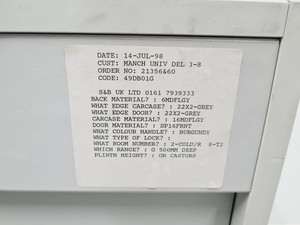 DATE: 14-JUL-98
CUST: MANCH UNIV DEL 3-8
ORDER NO: 21356&60
CODE: 49DB01G
S&B UK LTD 0161 7939333
BACK MATERIAL? : 6MDFLGY
WHAT EDGE CARCASE? : 22X2-GREY
WHAT EDGE DOOR? : 22X2-GREY
CARCASE MATERIAL? : 16MDFLGY
DOOR MATERIAL? : SP16FRNT
WHAT COLOUR HANDLE? : BURGUNDY
WHAT TYPE OF LOCK? :
WHAT ROOM NUMBER? : 2-COLD/R 8-T2
WHICH RANGE? : G 500MM DEEP
PLINTH HEIGHT? : ON CASTORS